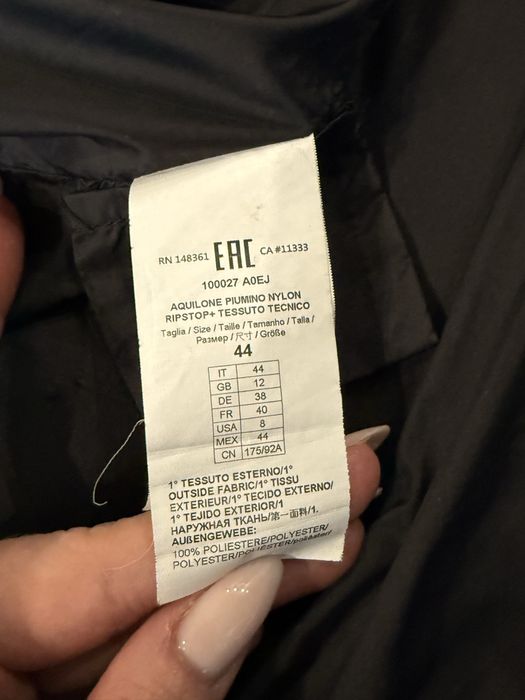 RN 148361 EAC CA #11333
100027 A0EJ
AQUILONE PIUMINO NYLON
RIPSTOP+ TESSUTO TECNICO
Taglia / Size / Taille / Tamanho / Talla /
Размер / 尺寸 / Größe
44
IT 44
GB 12
DE 38
FR 40
USA 8
MEX 44
CN 175/92A
1° TESSUTO ESTERNO/1°
OUTSIDE FABRIC/1° TISSU
EXTERIEUR/1° TECIDO EXTERNO/
1° TEJIDO EXTERIOR/1
НАРУЖНАЯ ТКАНЬ/第一面料/1.
AUßENGEWEBE:
100% POLIESTERE/POLYESTER/
POLYESTER/POLIESTER/poliéster/